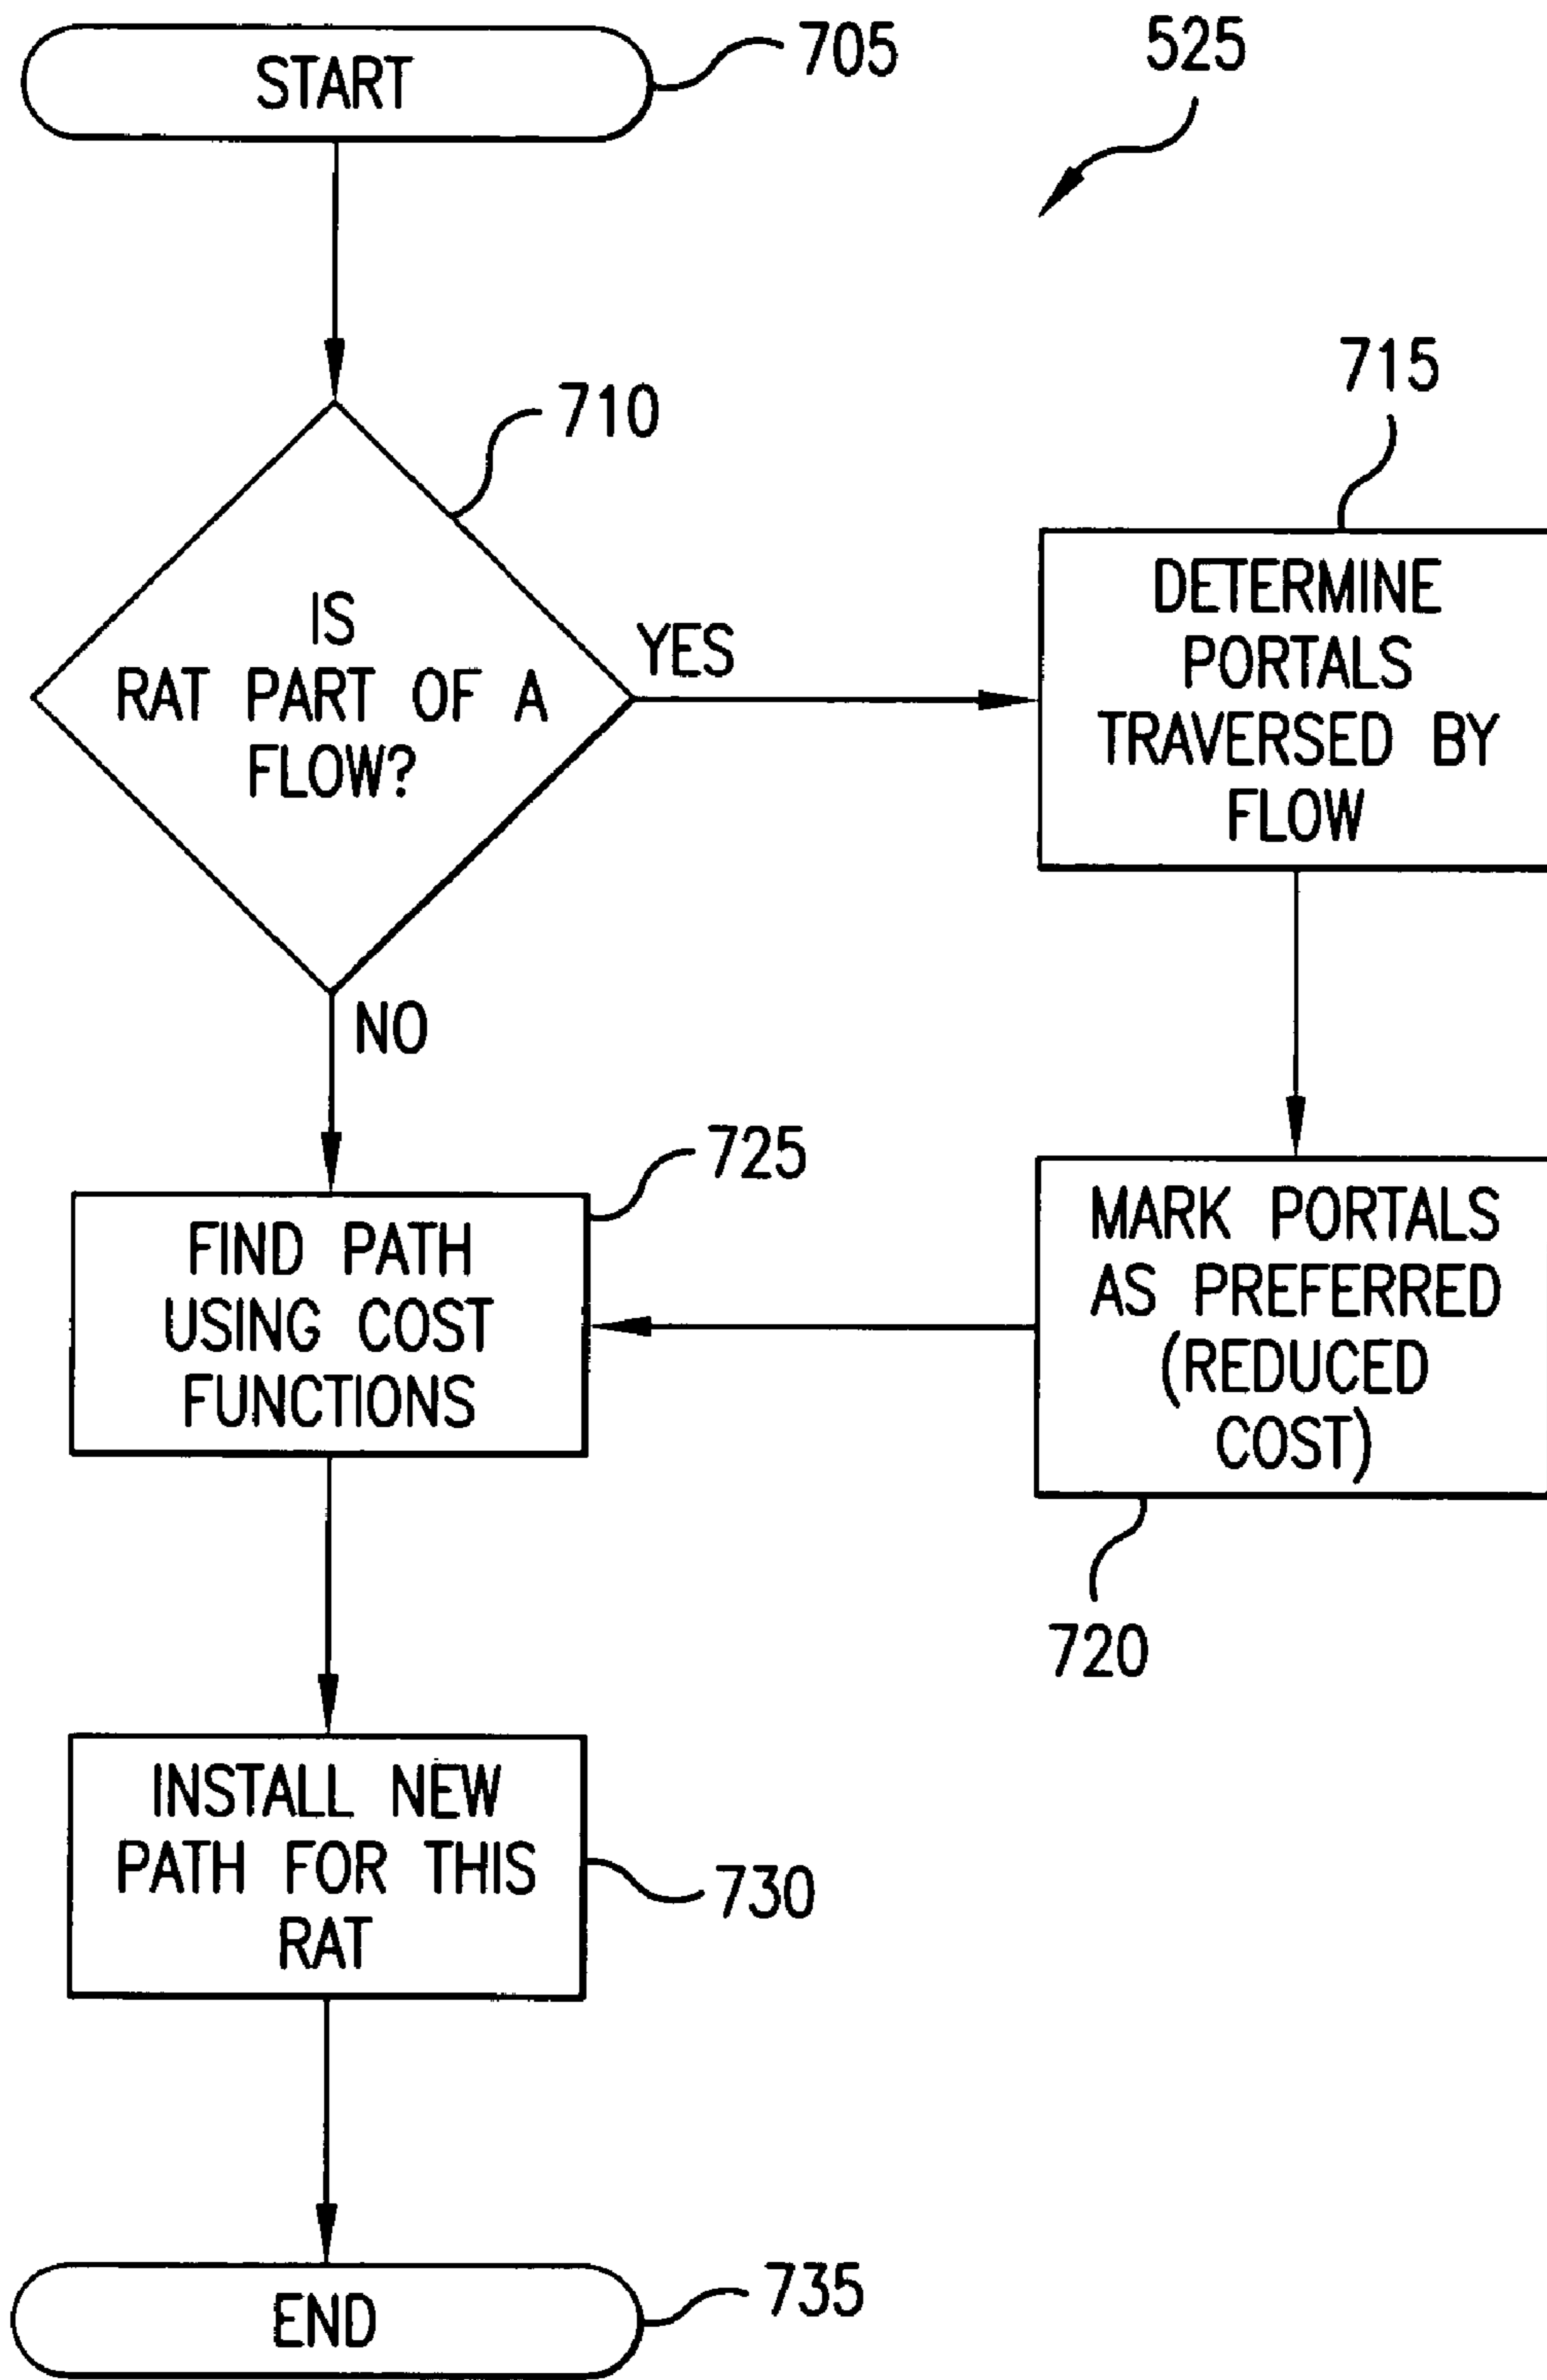 START
705
525
710
IS
RAT PART OF A
FLOW?
YES
NO
715
DETERMINE
PORTALS
TRAVERSED BY
FLOW
MARK PORTALS
AS PREFERRED
(REDUCED
COST)
720
725
FIND PATH
USING COST
FUNCTIONS
INSTALL NEW
PATH FOR THIS
RAT
730
END
735